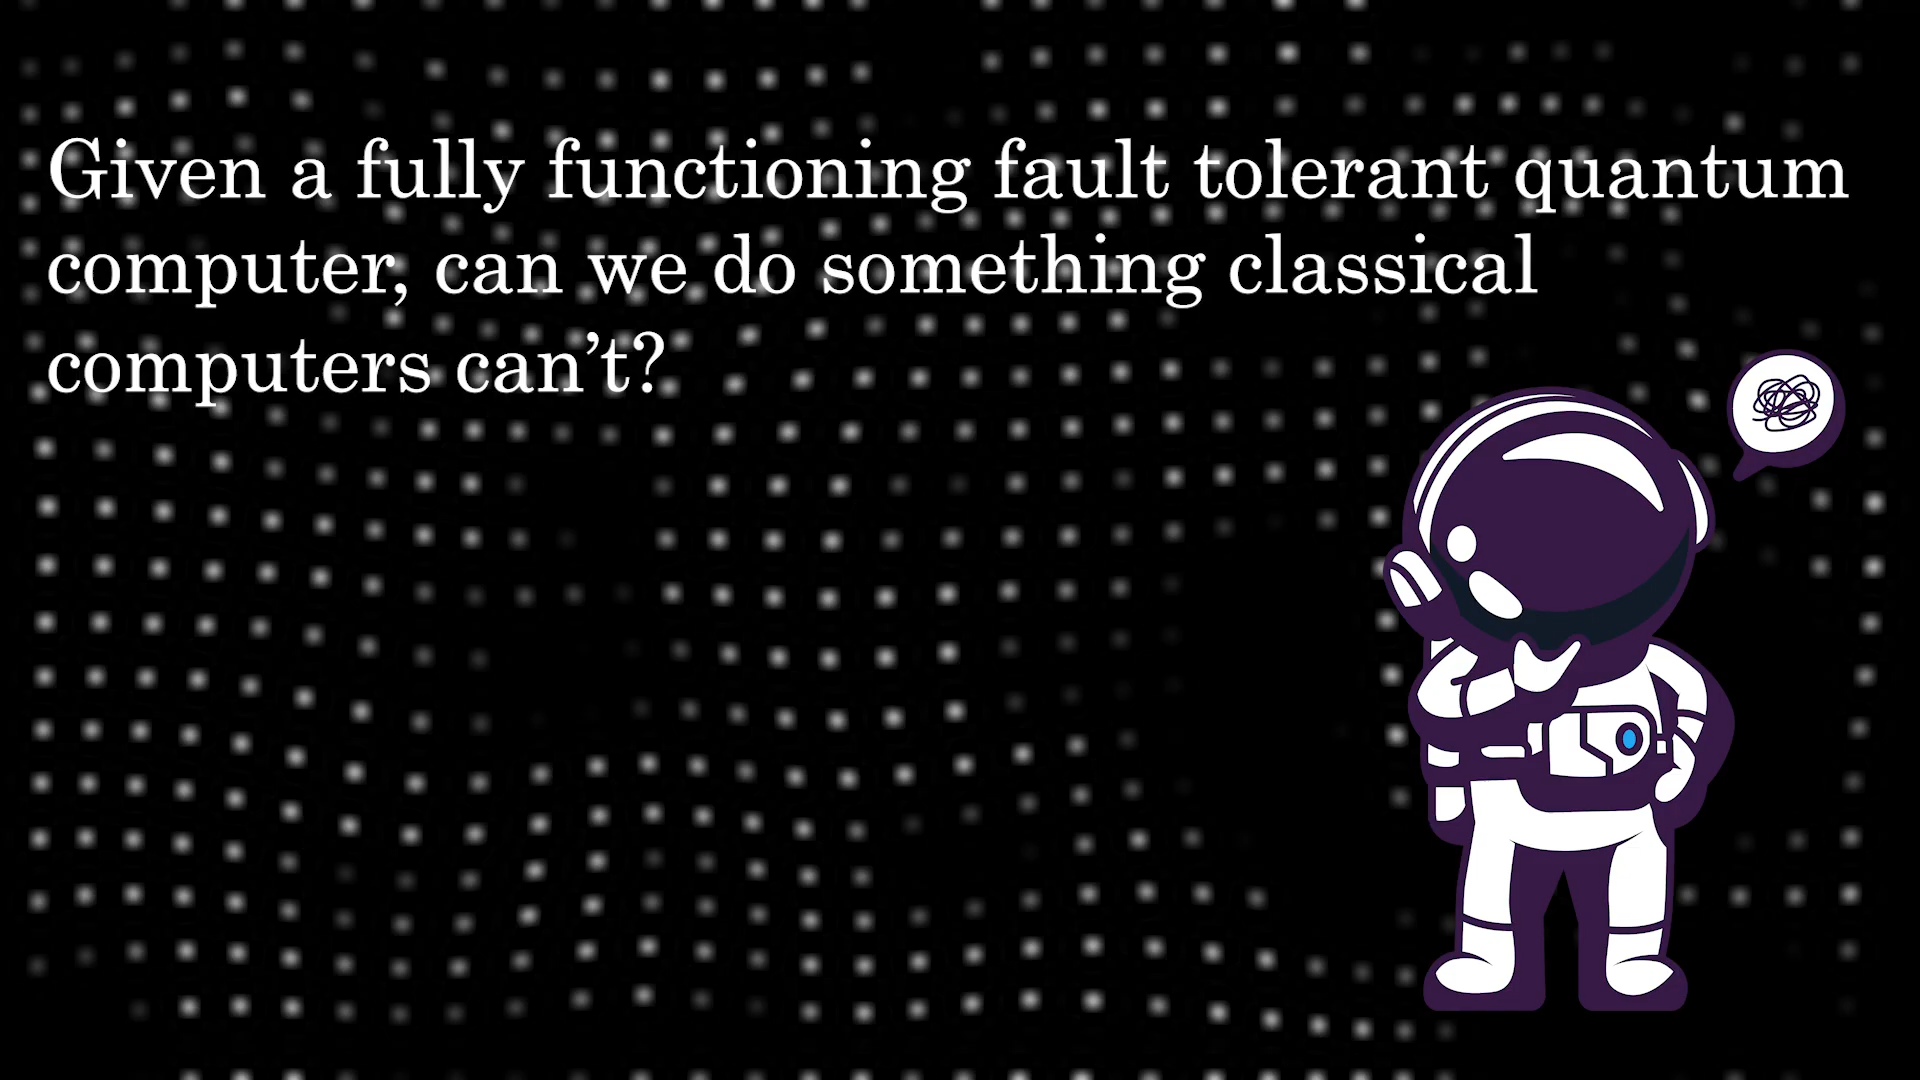 Given a fully functioning fault tolerant quantum
computer, can we do something classical
computers can’t?